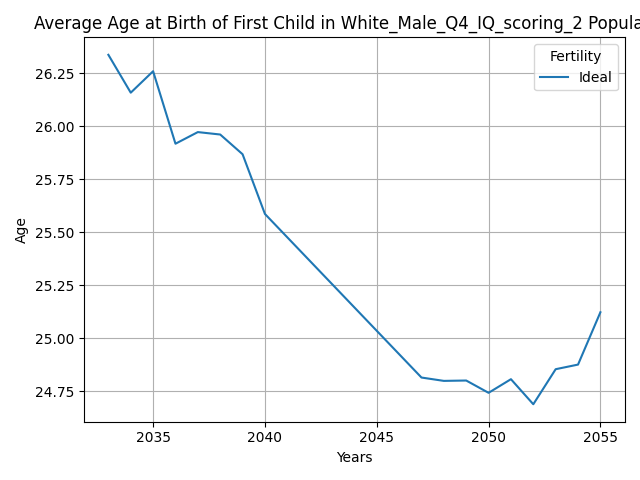 Average Age at Birth of First Child in White_Male_Q4_IQ_scoring_2 Popula
Fertility
Ideal
26.25
26.00
25.75
25.50
25.25
25.00
24.75
Age
2035 2040 2045 2050 2055
Years